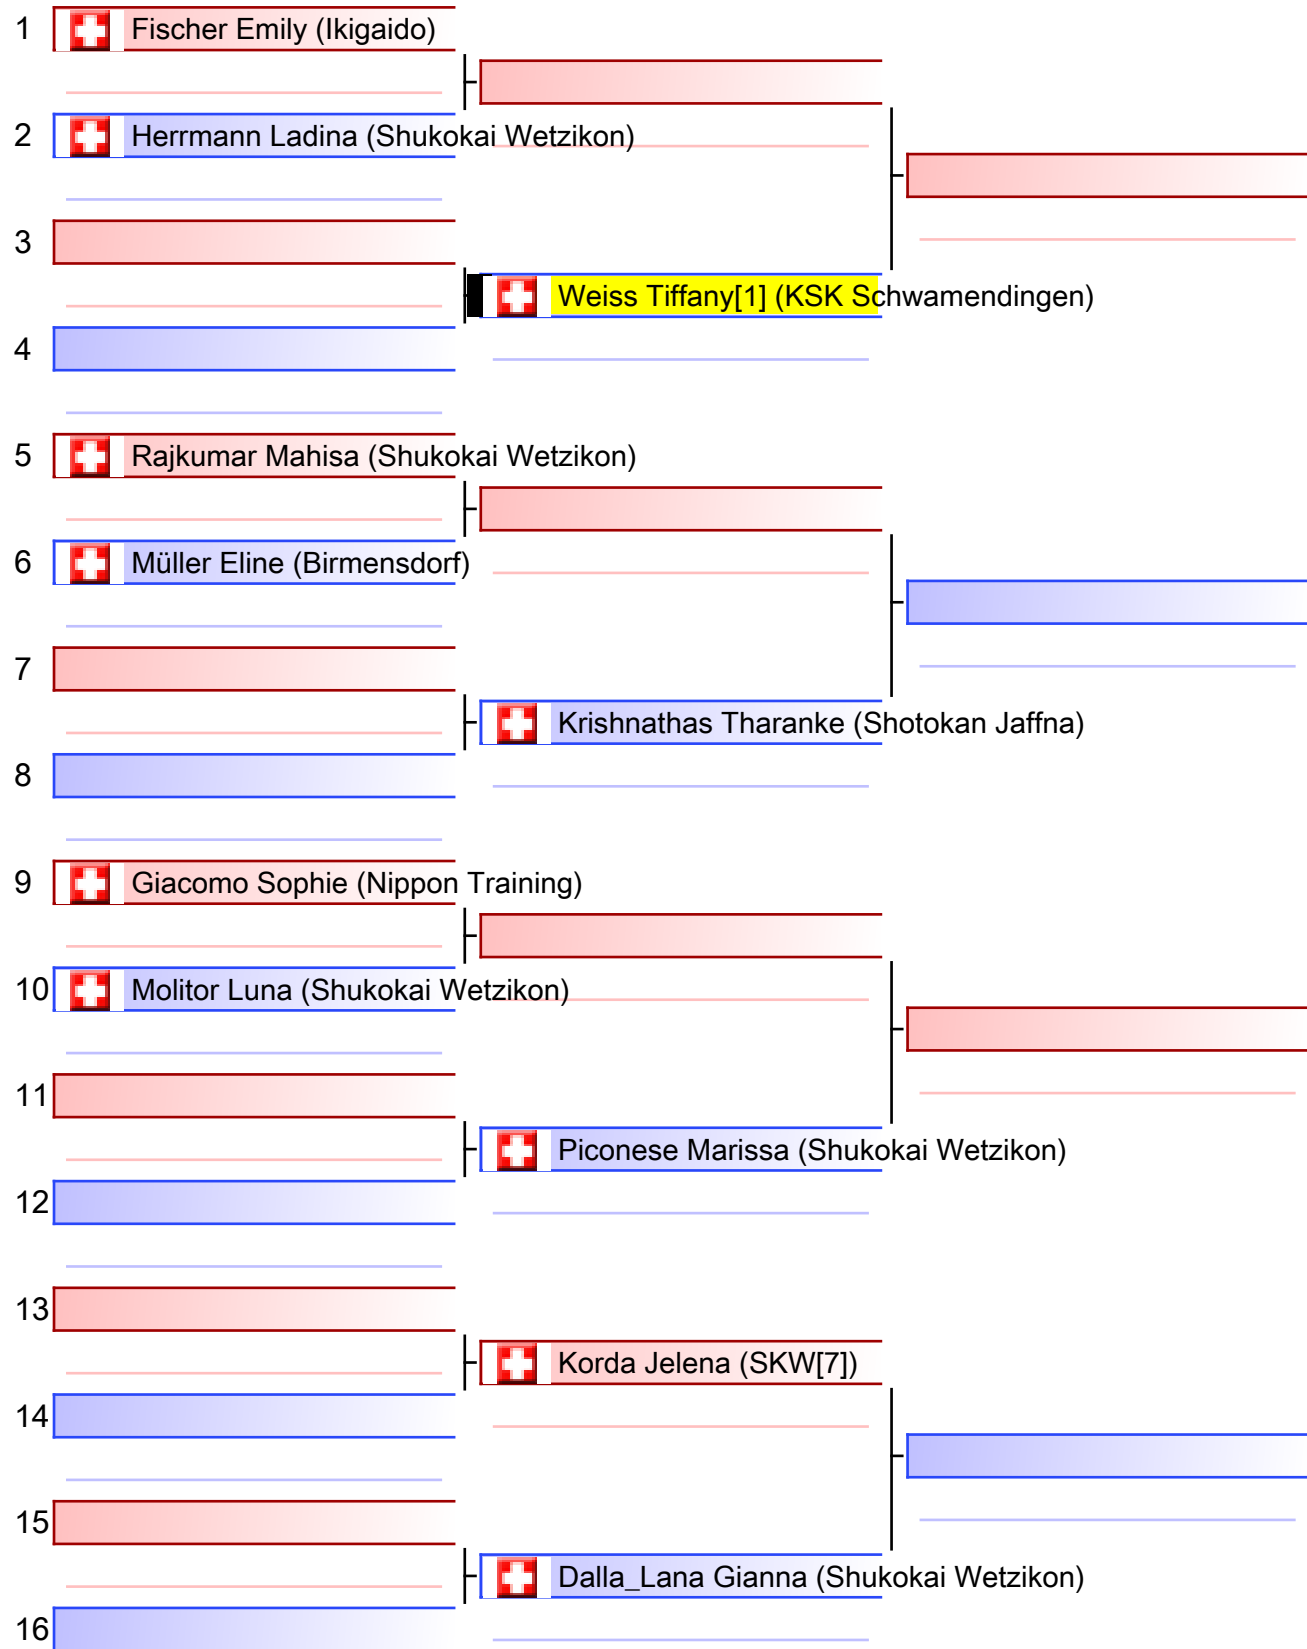 1 Fischer Emily (Ikigaido)
2 Herrmann Ladina (Shukokai Wetzikon)
3
Weiss Tiffany[1] (KSK Schwamendingen)
4
5 Rajkumar Mahisa (Shukokai Wetzikon)
6 Müller Eline (Birmensdorf)
7
Krishnathas Tharanke (Shotokan Jaffna)
8
9 Giacomo Sophie (Nippon Training)
10 Molitor Luna (Shukokai Wetzikon)
11
Piconese Marissa (Shukokai Wetzikon)
12
13
Korda Jelena (SKW[7])
14
15
Dalla_Lana Gianna (Shukokai Wetzikon)
16